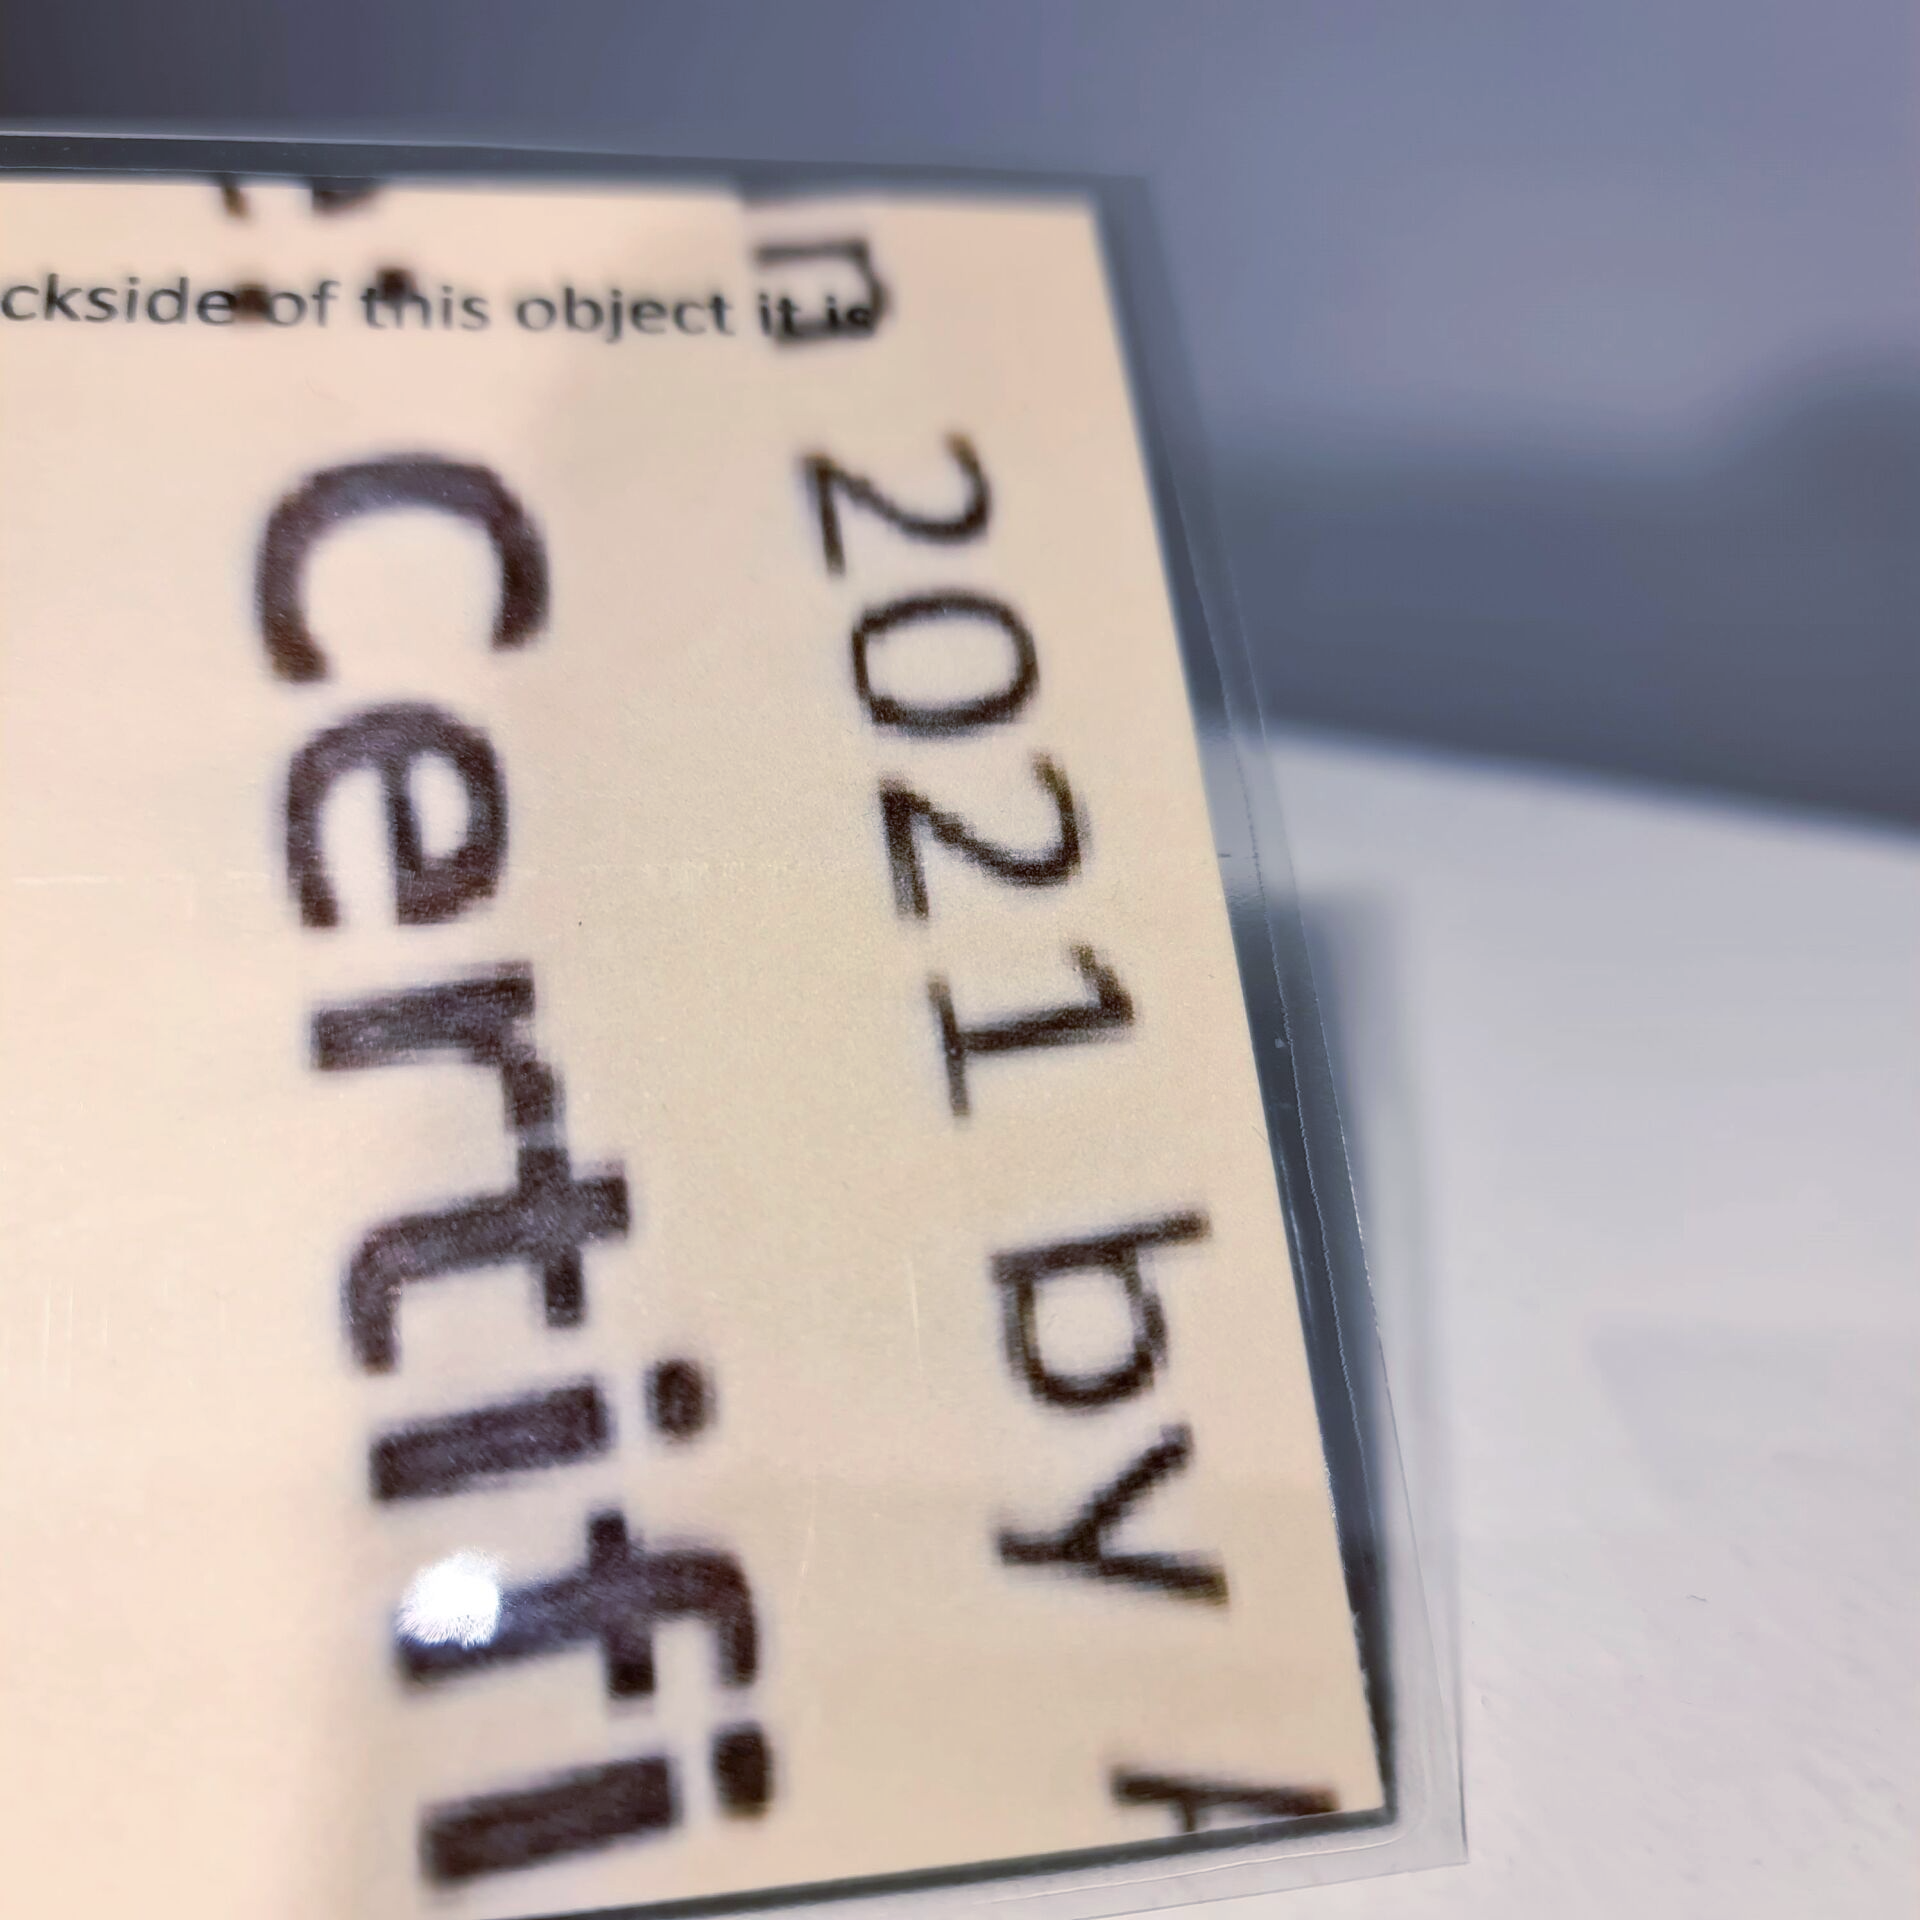 ckside of this object it is
n 2021 by A
Certifi